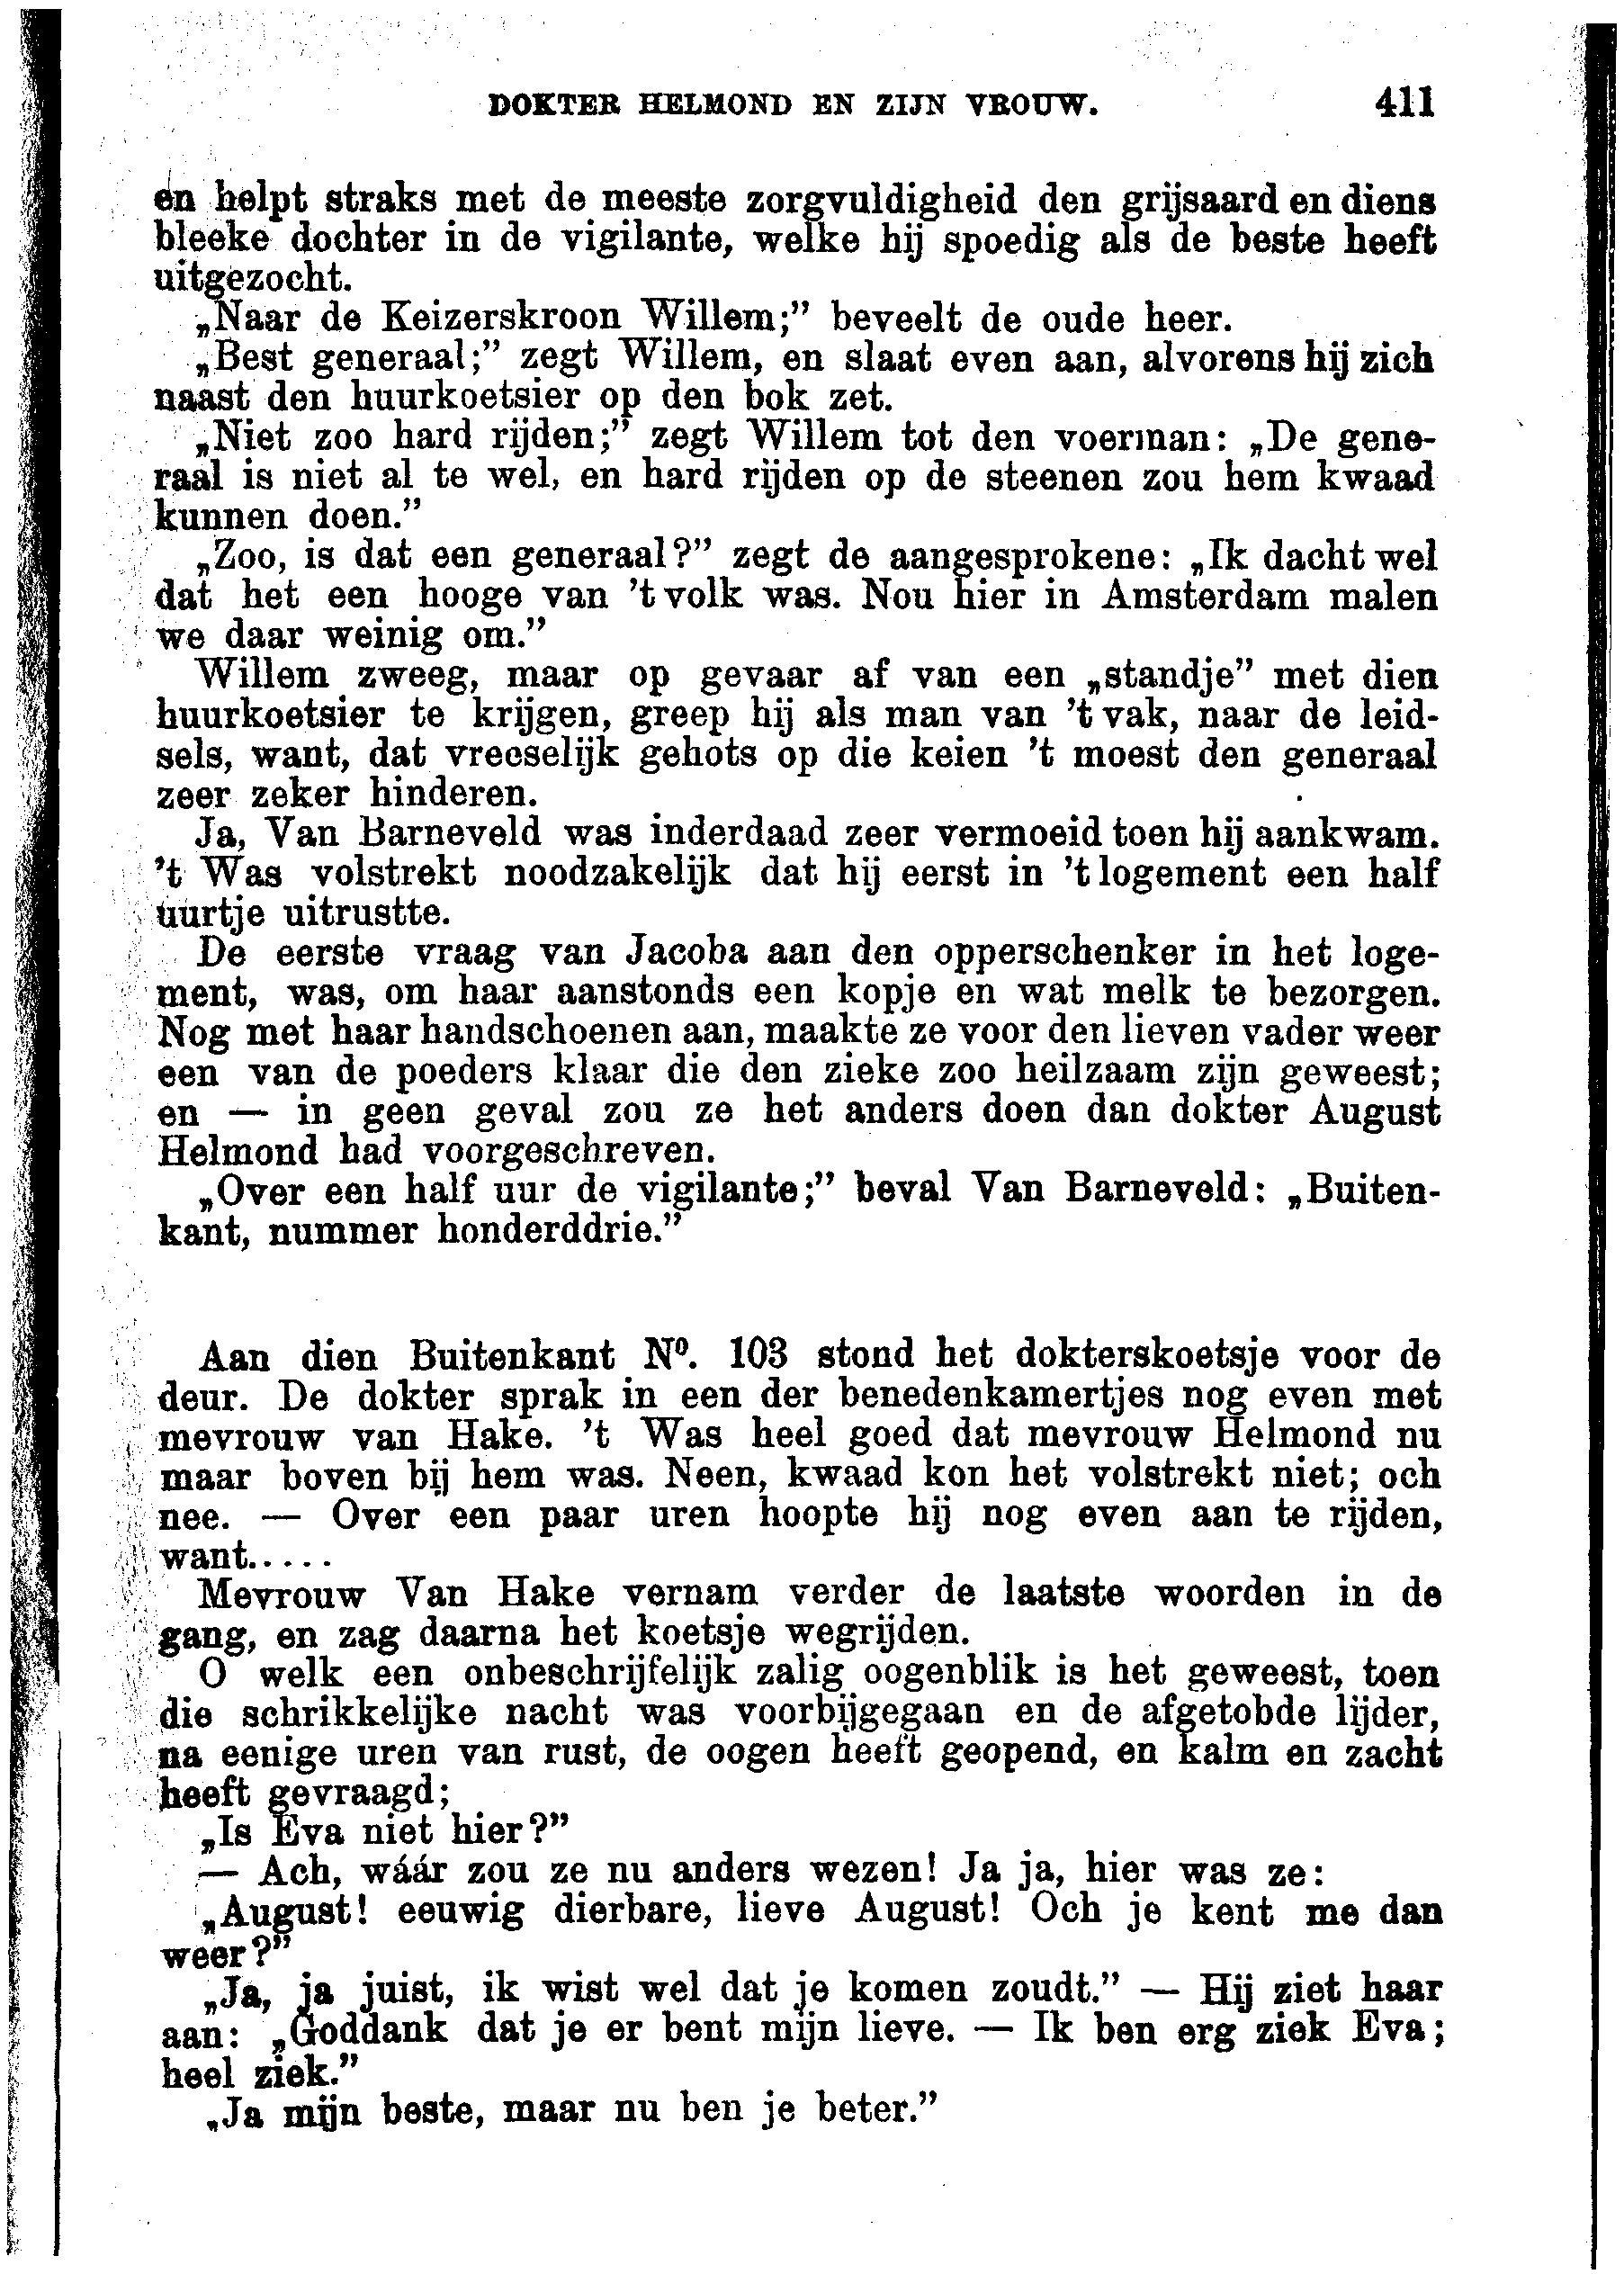 DOKTER HELMOND EN ZIJN VROUW. 411
en helpt straks met de meeste zorgvuldigheid den grijsaard en diens
bleeke dochter in de vigilante, welke hij spoedig als de beste heeft
uitgezocht.
„Naar de Keizerskroon Willem;” beveelt de oude heer.
„Best generaal;” zegt Willem, en slaat even aan, alvorens hij zich
naast den huurkoetsier op den bok zet.
„Niet zoo hard rijden;” zegt Willem tot den voerman: „De gene-
raal is niet al te wel, en hard rijden op de steenen zou hem kwaad
kunnen doen.”
„Zoo, is dat een generaal?” zegt de aangesprokene: „Ik dacht wel
dat het een hooge van 't volk was. Nou hier in Amsterdam malen
we daar weinig om.”
Willem zweeg, maar op gevaar af van een „standje” met dien
huurkoetsier te krijgen, greep hij als man van 't vak, naar de leid-
sels, want, dat vreeselijk gehots op die keien 't moest den generaal
zeer zeker hinderen.
Ja, Van Barneveld was inderdaad zeer vermoeid toen hij aankwam.
't Was volstrekt noodzakelijk dat hij eerst in 't logement een half
uurtje uitrustte.
De eerste vraag van Jacoba aan den opperschenker in het loge-
ment, was, om haar aanstonds een kopje en wat melk te bezorgen.
Nog met haar handschoenen aan, maakte ze voor den lieven vader weer
een van de poeders klaar die den zieke zoo heilzaam zijn geweest;
en — in geen geval zou ze het anders doen dan dokter August
Helmond had voorgeschreven.
„Over een half uur de vigilante;” beval Van Barneveld: „Buiten-
kant, nummer honderddrie.”
Aan dien Buitenkant Nº. 103 stond het dokterskoetsje voor de
deur. De dokter sprak in een der benedenkamertjes nog even met
mevrouw van Hake. 't Was heel goed dat mevrouw Helmond nu
maar boven bij hem was. Neen, kwaad kon het volstrekt niet; och
nee. — Over een paar uren hoopte hij nog even aan te rijden,
want.....
Mevrouw Van Hake vernam verder de laatste woorden in de
gang, en zag daarna het koetsje wegrijden.
O welk een onbeschrijfelijk zalig oogenblik is het geweest, toen
die schrikkelijke nacht was voorbijgegaan en de afgetobde lijder,
na eenige uren van rust, de oogen heeft geopend, en kalm en zacht
heeft gevraagd;
„Is Eva niet hier?”
— Ach, wáár zou ze nu anders wezen! Ja ja, hier was ze:
„August! eeuwig dierbare, lieve August! Och je kent me dan
weer?”
„Ja, ja juist, ik wist wel dat je komen zoudt.” — Hij ziet haar
aan: „Goddank dat je er bent mijn lieve. — Ik ben erg ziek Eva;
heel ziek.”
„Ja mijn beste, maar nu ben je beter.”